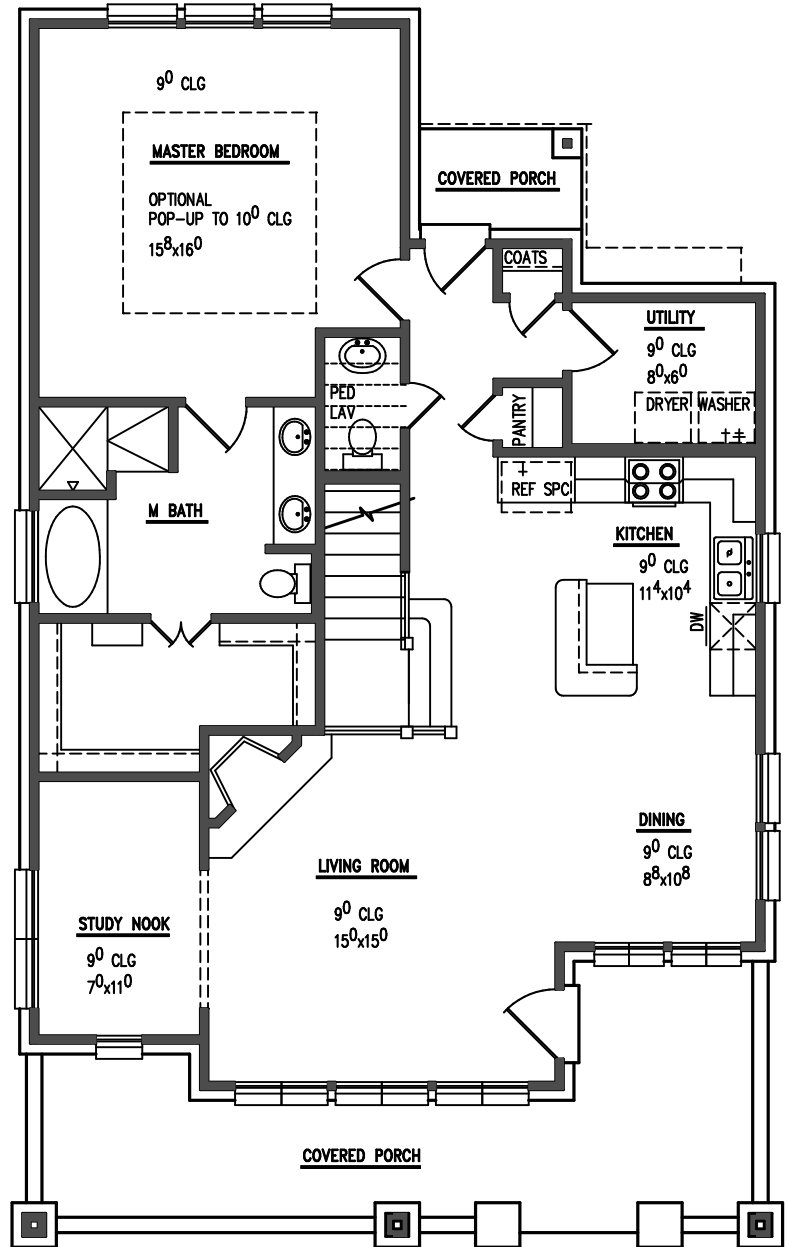 9⁰ CLG
MASTER BEDROOM
OPTIONAL
POP-UP TO 10⁰ CLG
15⁸x16⁰
COVERED PORCH
COATS
UTILITY
9⁰ CLG
8⁰x6⁰
DRYER WASHER
PED
LAV
PANTRY
REF SPC
M BATH
KITCHEN
9⁰ CLG
11⁴x10⁴
DW
DINING
9⁰ CLG
8⁸x10⁸
LIVING ROOM
9⁰ CLG
15⁰x15⁰
STUDY NOOK
9⁰ CLG
7⁰x11⁰
COVERED PORCH